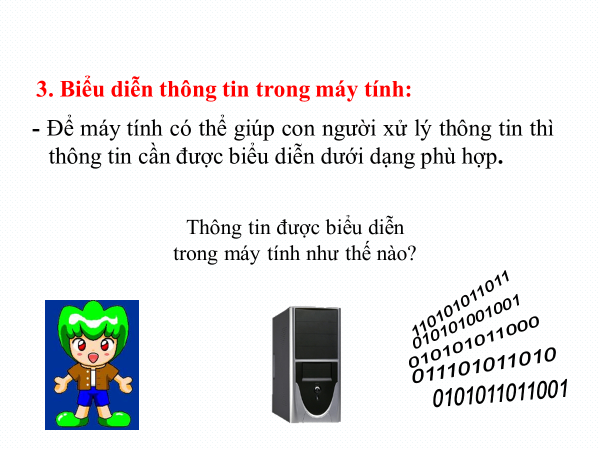 3. Biểu diễn thông tin trong máy tính:
- Để máy tính có thể giúp con người xử lý thông tin thì
thông tin cần được biểu diễn dưới dạng phù hợp.
Thông tin được biểu diễn
trong máy tính như thế nào?
110101011011
010101001001
010101011000
01110101011010
0101011011001